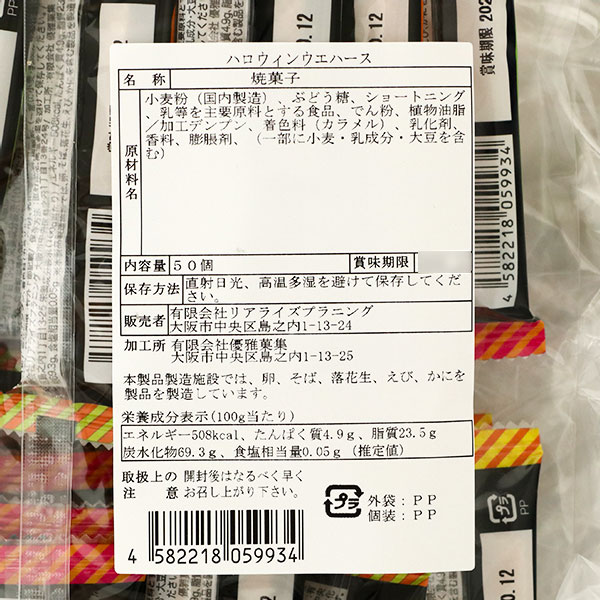 ハロウィンウエハース
名 称 焼菓子
原材料名
小麦粉（国内製造）、ぶどう糖、ショートニング
、乳等を主要原料とする食品、でん粉、植物油脂
／加工デンプン、着色料（カラメル）、乳化剤、
香料、膨脹剤、（一部に小麦・乳成分・大豆を含
む）
内容量 50個 賞味期限
保存方法 直射日光、高温多湿を避けて保存してくだ
さい。
販売者 有限会社リアライズプラニング
大阪市中央区島之内1-13-24
加工所 有限会社優雅菓集
大阪市中央区島之内1-13-25
本製品製造施設では、卵、そば、落花生、えび、かにを
製品を製造しています。
栄養成分表示（100g当たり）
エネルギー508kcal、たんぱく質4.9g、脂質23.5g
炭水化物69.3g、食塩相当量0.05g（推定値）
取扱上の 開封後はなるべく早く
注 意 お召し上がり下さい。
プラ
外袋：PP
個装：PP
4 582218 059934
賞味期限 202
0.12
4 582218 059934
PP
0.12